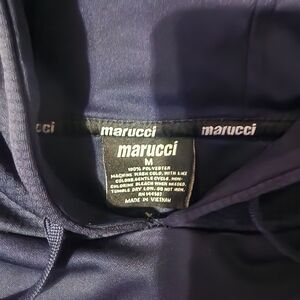 cci marucci marucci
marucci
M
100% POLYESTER
MACHINE WASH COLD, WITH LIKE
COLORS, GENTLE CYCLE. NON-
CHLORINE BLEACH WHEN NEEDED.
TUMBLE DRY LOW. DO NOT IRON.
MADE IN VIETNAM